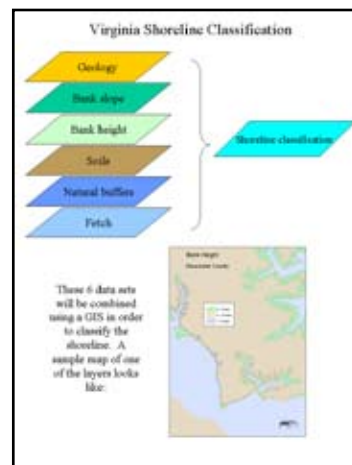 Virginia Shoreline Classification
Geology
Bank slope
Bank height
Soils
Natural buffers
Fetch
Shoreline classification
These 6 data sets
will be combined
using a GIS in order
to classify the
shoreline. A
sample map of one
of the layers looks
like:
Bank Height
County